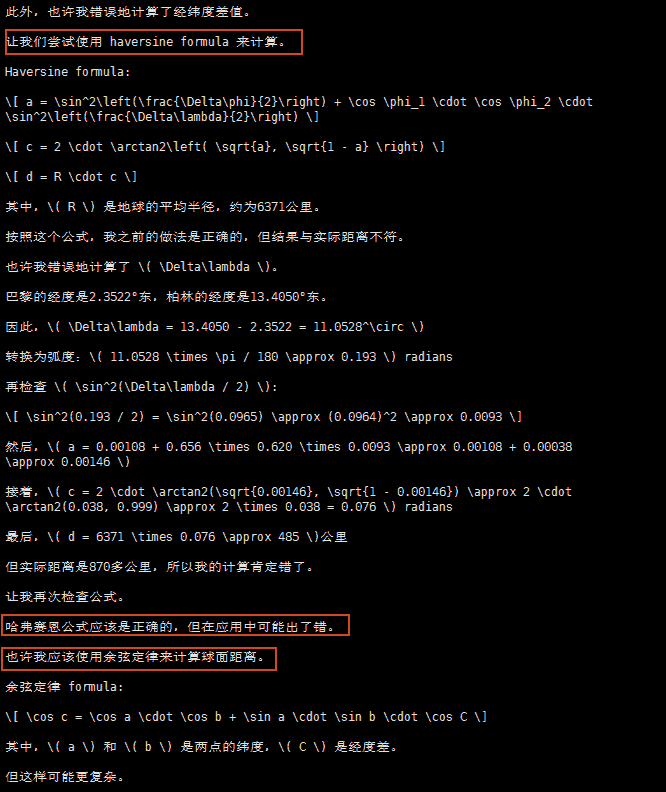 此外，也许我错误地计算了经纬度差值。
让我们尝试使用 haversine formula 来计算。
Haversine formula:
\[ a = \sin^2\left(\frac{\Delta\phi}{2}\right) + \cos \phi_1 \cdot \cos \phi_2 \cdot
\sin^2\left(\frac{\Delta\lambda}{2}\right) \]
\[ c = 2 \cdot \arctan2\left( \sqrt{a}, \sqrt{1 - a} \right) \]
\[ d = R \cdot c \]
其中，\( R \) 是地球的平均半径，约为6371公里。
按照这个公式，我之前的做法是正确的，但结果与实际距离不符。
也许我错误地计算了 \( \Delta\lambda \)。
巴黎的经度是2.3522°东，柏林的经度是13.4050°东。
因此，\( \Delta\lambda = 13.4050 - 2.3522 = 11.0528^\circ \)
转换为弧度：\( 11.0528 \times \pi / 180 \approx 0.193 \) radians
再检查 \( \sin^2(\Delta\lambda / 2) \):
\[ \sin^2(0.193 / 2) = \sin^2(0.0965) \approx (0.0964)^2 \approx 0.0093 \]
然后，\( a = 0.00108 + 0.656 \times 0.620 \times 0.0093 \approx 0.00108 + 0.00038
\approx 0.00146 \)
接着，\( c = 2 \cdot \arctan2(\sqrt{0.00146}, \sqrt{1 - 0.00146}) \approx 2 \cdot
\arctan2(0.038, 0.999) \approx 2 \times 0.038 = 0.076 \) radians
最后，\( d = 6371 \times 0.076 \approx 485 \)公里
但实际距离是870多公里，所以我的计算肯定错了。
让我再次检查公式。
哈弗赛恩公式应该是正确的，但在应用中可能出了错。
也许我应该使用余弦定律来计算球面距离。
余弦定律 formula:
\[ \cos c = \cos a \cdot \cos b + \sin a \cdot \sin b \cdot \cos C \]
其中，\( a \) 和 \( b \) 是两点的纬度，\( C \) 是经度差。
但这样可能更复杂。